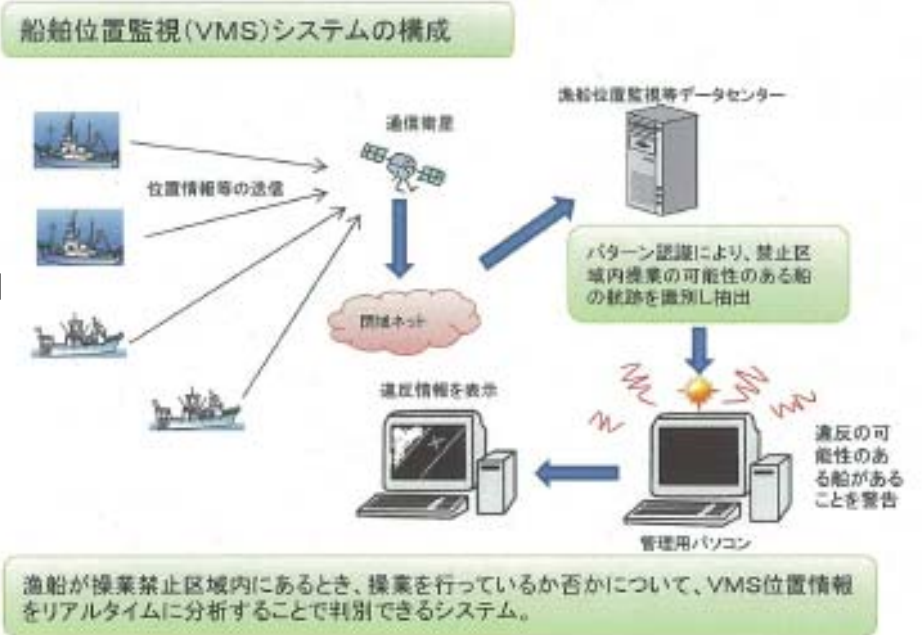 船舶位置監視(VMS)システムの構成
漁船位置監視等データセンター
通信衛星
位置情報等の送信
パターン認識により、禁止区
域内操業の可能性のある船
の航跡を識別し抽出
閉域ネット
違反情報を表示
違反の可
能性のあ
る船がある
ことを警告
管理用パソコン
漁船が操業禁止区域内にあるとき、操業を行っているか否かについて、VMS位置情報
をリアルタイムに分析することで判別できるシステム。